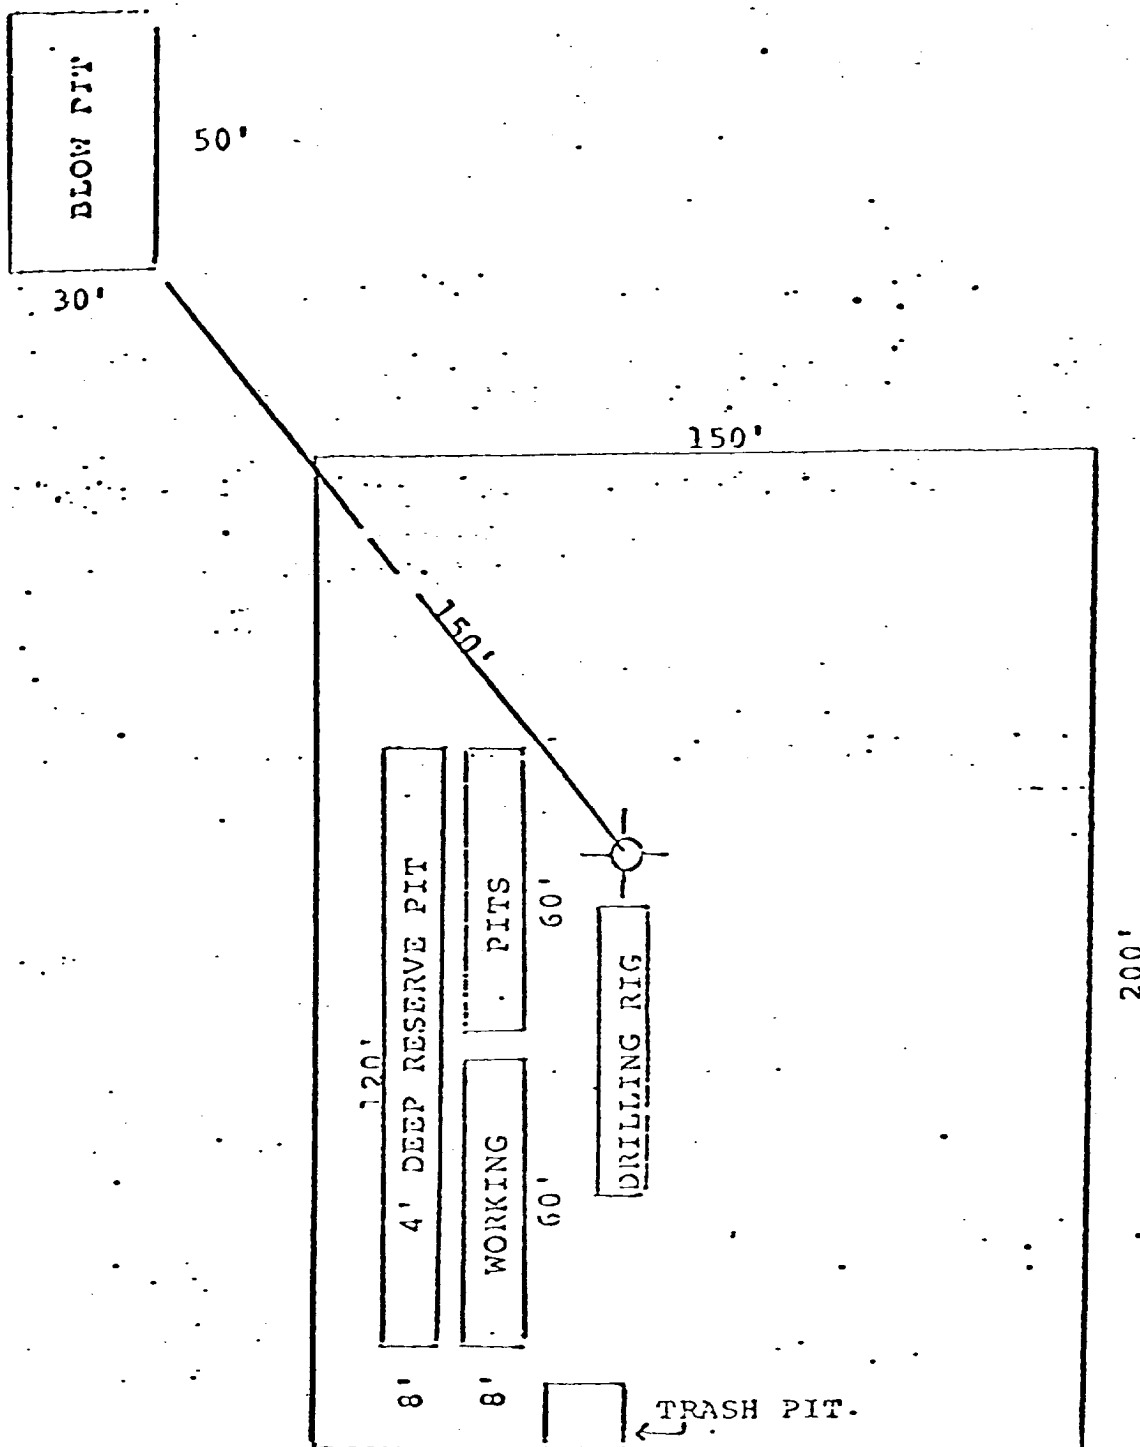 BLOW PIT
50'
30'
150'
150'
PITS
60'
4' DEEP RESERVE PIT
120'
DRILLING RIG
200'
WORKING
60'
8'
8'
TRASH PIT.